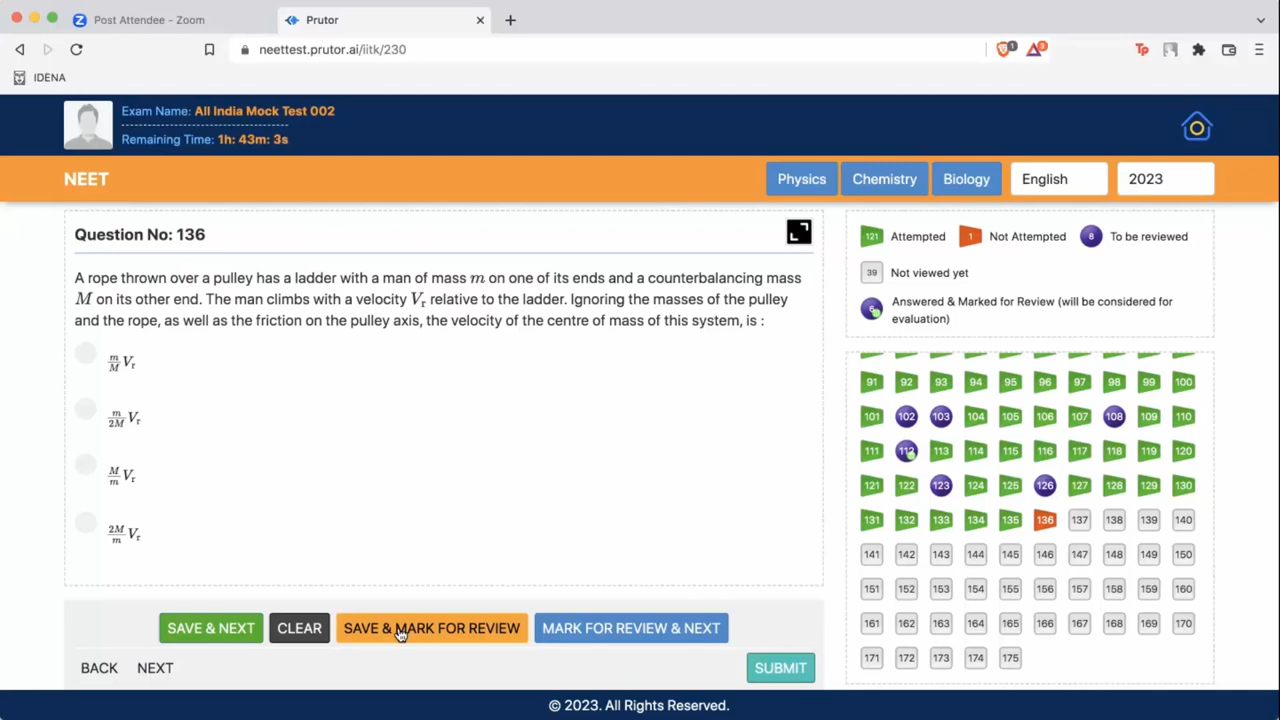 Post Attendee - Zoom
Prutor
neettest.prutor.ai/iitk/230
1
3
Tp
IDENA
Exam Name: All India Mock Test 002
Remaining Time: 1h: 43m: 3s
NEET
Physics
Chemistry
Biology
English
2023
Question No: 136
A rope thrown over a pulley has a ladder with a man of mass m on one of its ends and a counterbalancing mass
M on its other end. The man climbs with a velocity Vr relative to the ladder. Ignoring the masses of the pulley
and the rope, as well as the friction on the pulley axis, the velocity of the centre of mass of this system, is :
m/M Vr
m/2M Vr
M/m Vr
2M/m Vr
SAVE & NEXT
CLEAR
SAVE & MARK FOR REVIEW
MARK FOR REVIEW & NEXT
BACK
NEXT
SUBMIT
121 Attempted
1 Not Attempted
8 To be reviewed
39 Not viewed yet
Answered & Marked for Review (will be considered for
evaluation)
91 92 93 94 95 96 97 98 99 100
101 102 103 104 105 106 107 108 109 110
111 112 113 114 115 116 117 118 119 120
121 122 123 124 125 126 127 128 129 130
131 132 133 134 135 136 137 138 139 140
141 142 143 144 145 146 147 148 149 150
151 152 153 154 155 156 157 158 159 160
161 162 163 164 165 166 167 168 169 170
171 172 173 174 175
© 2023. All Rights Reserved.